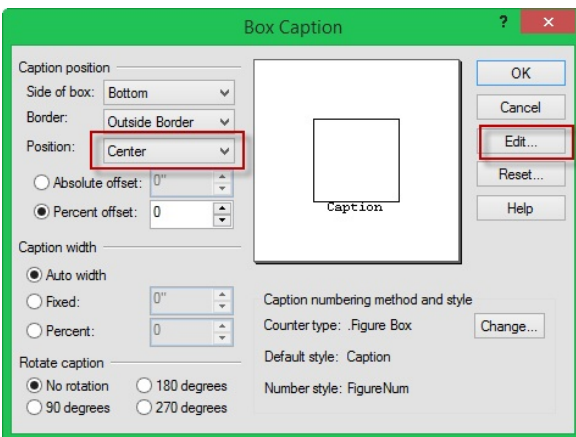 Box Caption
? ×
Caption position
Side of box: Bottom
Border: Outside Border
Position: Center
Absolute offset: 0"
Percent offset: 0
Caption width
Auto width
Fixed: 0"
Percent: 0
Rotate caption
No rotation 180 degrees
90 degrees 270 degrees
Caption
OK
Cancel
Edit...
Reset...
Help
Caption numbering method and style
Counter type: .Figure Box Change...
Default style: Caption
Number style: FigureNum